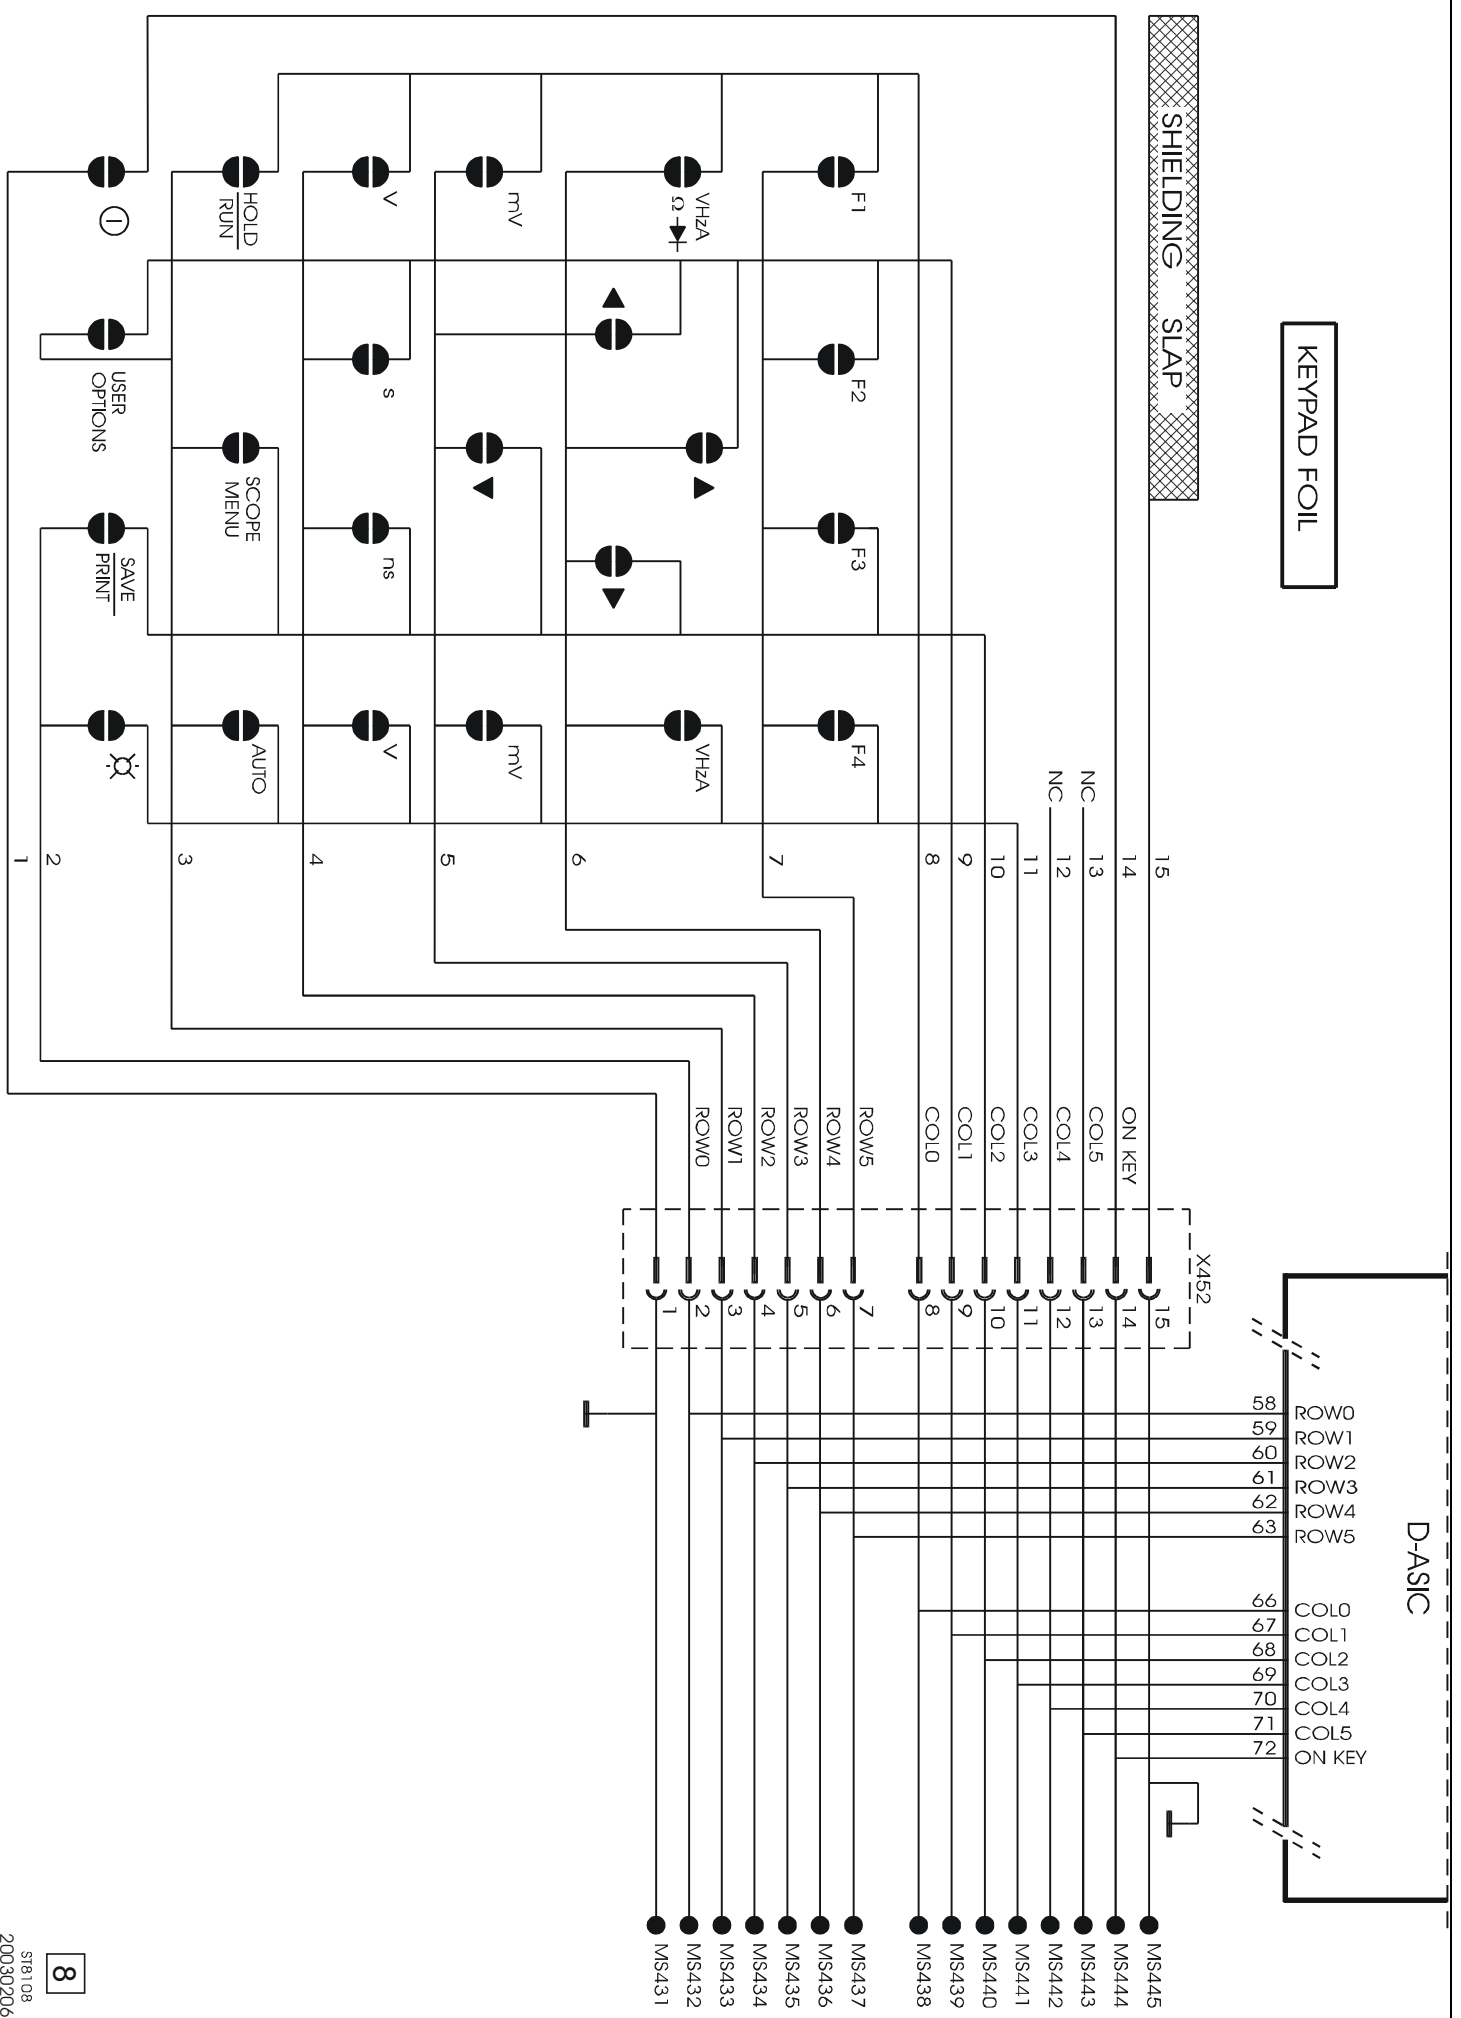 KEYPAD FOIL
SHIELDING SLAP
F1
F2
F3
F4
VHzA
Ω
VHzA
mV
mV
V
s
ns
V
HOLD
RUN
SCOPE
MENU
AUTO
USER
OPTIONS
SAVE
PRINT
NC
NC
15
14
13
12
11
10
9
8
7
6
5
4
3
2
1
ON KEY
COL5
COL4
COL3
COL2
COL1
COL0
ROW5
ROW4
ROW3
ROW2
ROW1
ROW0
X452
15
14
13
12
11
10
9
8
7
6
5
4
3
2
1
D-ASIC
58 ROW0
59 ROW1
60 ROW2
61 ROW3
62 ROW4
63 ROW5
66 COL0
67 COL1
68 COL2
69 COL3
70 COL4
71 COL5
72 ON KEY
MS445
MS444
MS443
MS442
MS441
MS440
MS439
MS438
MS437
MS436
MS435
MS434
MS433
MS432
MS431
8
ST8108
20030206